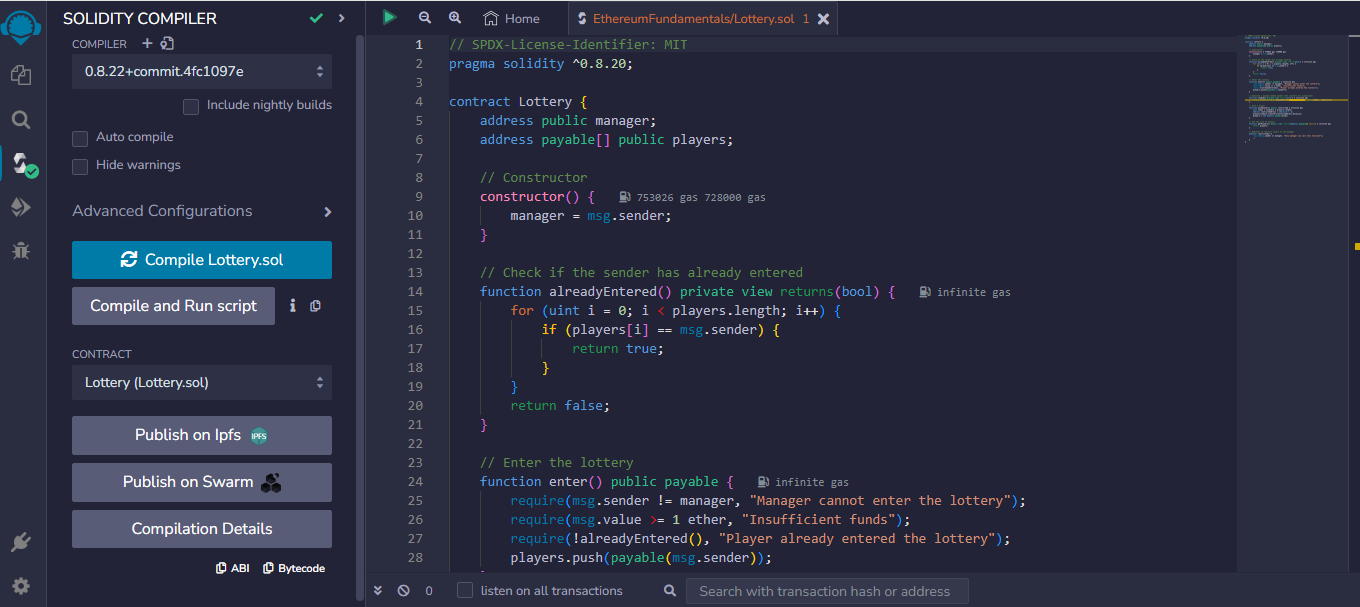 SOLIDITY COMPILER
COMPILER
0.8.22+commit.4fc1097e
Include nightly builds
Auto compile
Hide warnings
Advanced Configurations
Compile Lottery.sol
Compile and Run script
CONTRACT
Lottery (Lottery.sol)
Publish on Ipfs IPFS
Publish on Swarm
Compilation Details
ABI Bytecode
Home EthereumFundamentals/Lottery.sol 1
1 // SPDX-License-Identifier: MIT
2 pragma solidity ^0.8.20;
3
4 contract Lottery {
5 address public manager;
6 address payable[] public players;
7
8 // Constructor
9 constructor() { 753026 gas 728000 gas
10 manager = msg.sender;
11 }
12
13 // Check if the sender has already entered
14 function alreadyEntered() private view returns(bool) { infinite gas
15 for (uint i = 0; i < players.length; i++) {
16 if (players[i] == msg.sender) {
17 return true;
18 }
19 }
20 return false;
21 }
22
23 // Enter the lottery
24 function enter() public payable { infinite gas
25 require(msg.sender != manager, "Manager cannot enter the lottery");
26 require(msg.value >= 1 ether, "Insufficient funds");
27 require(!alreadyEntered(), "Player already entered the lottery");
28 players.push(payable(msg.sender));
0 listen on all transactions Search with transaction hash or address